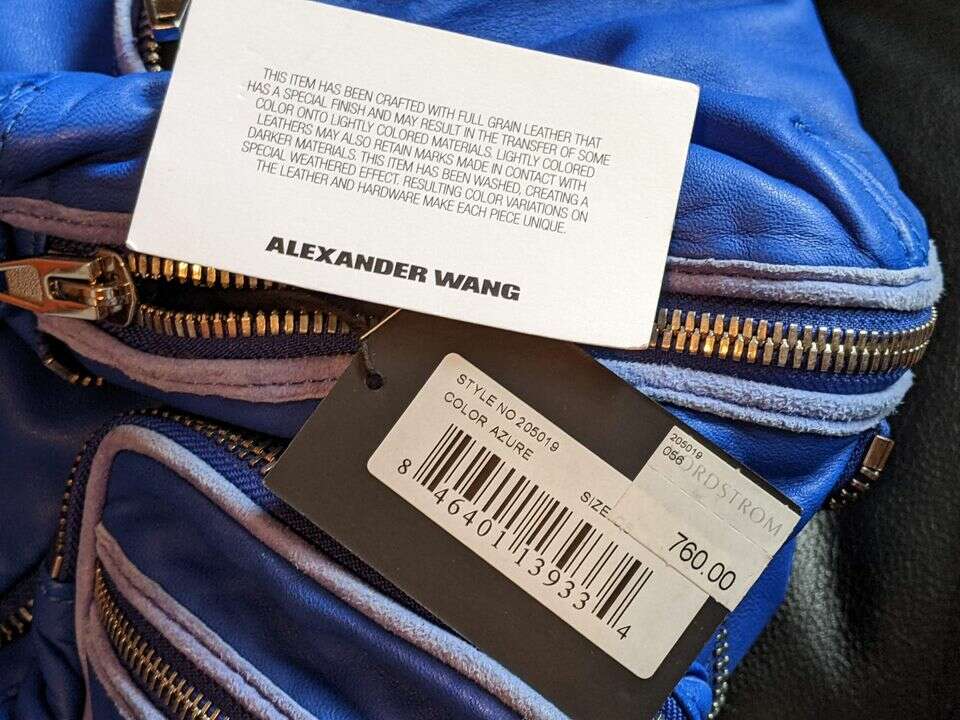 THIS ITEM HAS BEEN CRAFTED WITH FULL GRAIN LEATHER THAT
HAS A SPECIAL FINISH AND MAY RESULT IN THE TRANSFER OF SOME
COLOR ONTO LIGHTLY COLORED MATERIALS. LIGHTLY COLORED
LEATHERS MAY ALSO RETAIN MARKS MADE IN CONTACT WITH
DARKER MATERIALS. THIS ITEM HAS BEEN WASHED, CREATING A
SPECIAL WEATHERED EFFECT, RESULTING COLOR VARIATIONS ON
THE LEATHER AND HARDWARE MAKE EACH PIECE UNIQUE.
ALEXANDER WANG
STYLE NO.205019
COLOR AZURE
SIZE
8 46401 13933 4
205019
056
ORDSTROM
760.00